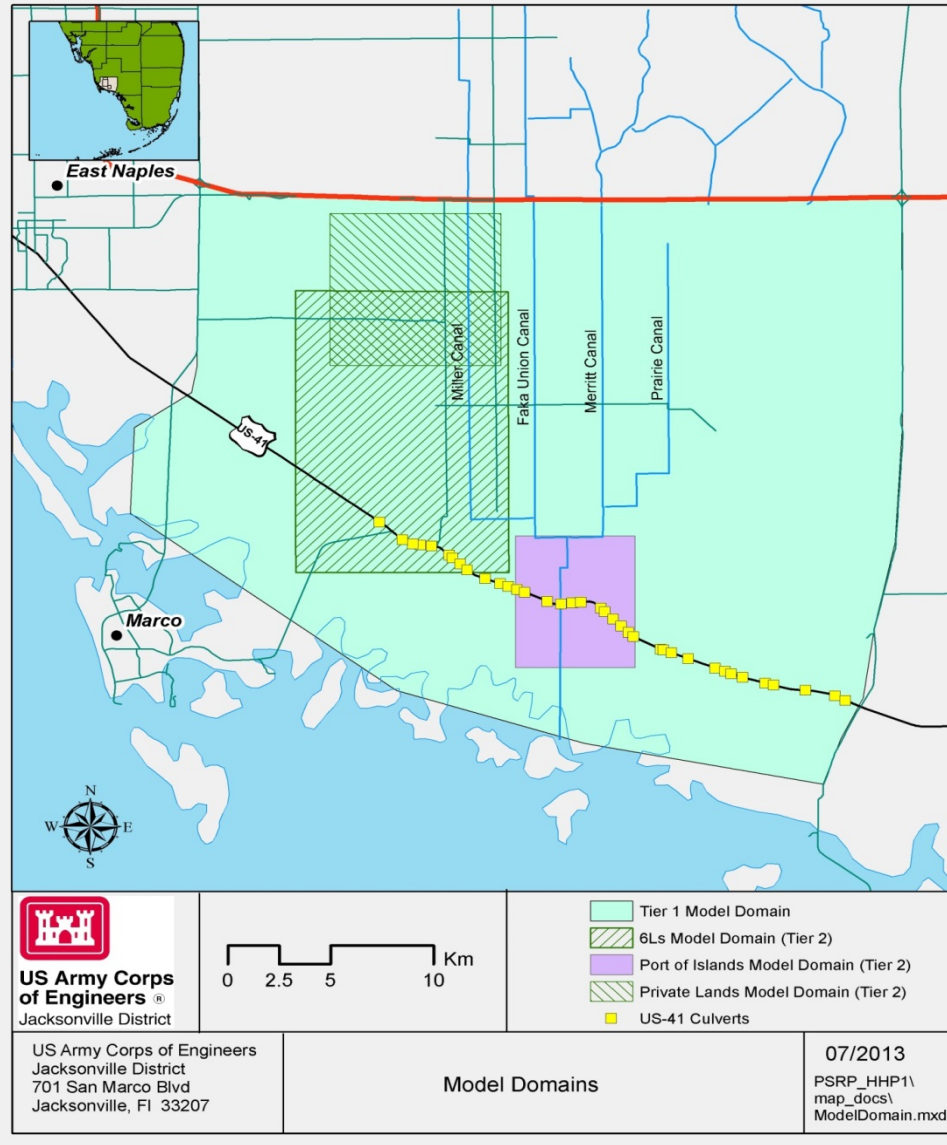 East Naples
US-41
Miller Canal
Faka Union Canal
Merritt Canal
Prairie Canal
Marco
N
W E
S
US Army Corps
of Engineers ®
Jacksonville District
0 2.5 5 10 Km
Tier 1 Model Domain
6Ls Model Domain (Tier 2)
Port of Islands Model Domain (Tier 2)
Private Lands Model Domain (Tier 2)
US-41 Culverts
US Army Corps of Engineers
Jacksonville District
701 San Marco Blvd
Jacksonville, Fl 33207
Model Domains
07/2013
PSRP_HHP1\
map_docs\
ModelDomain.mxd